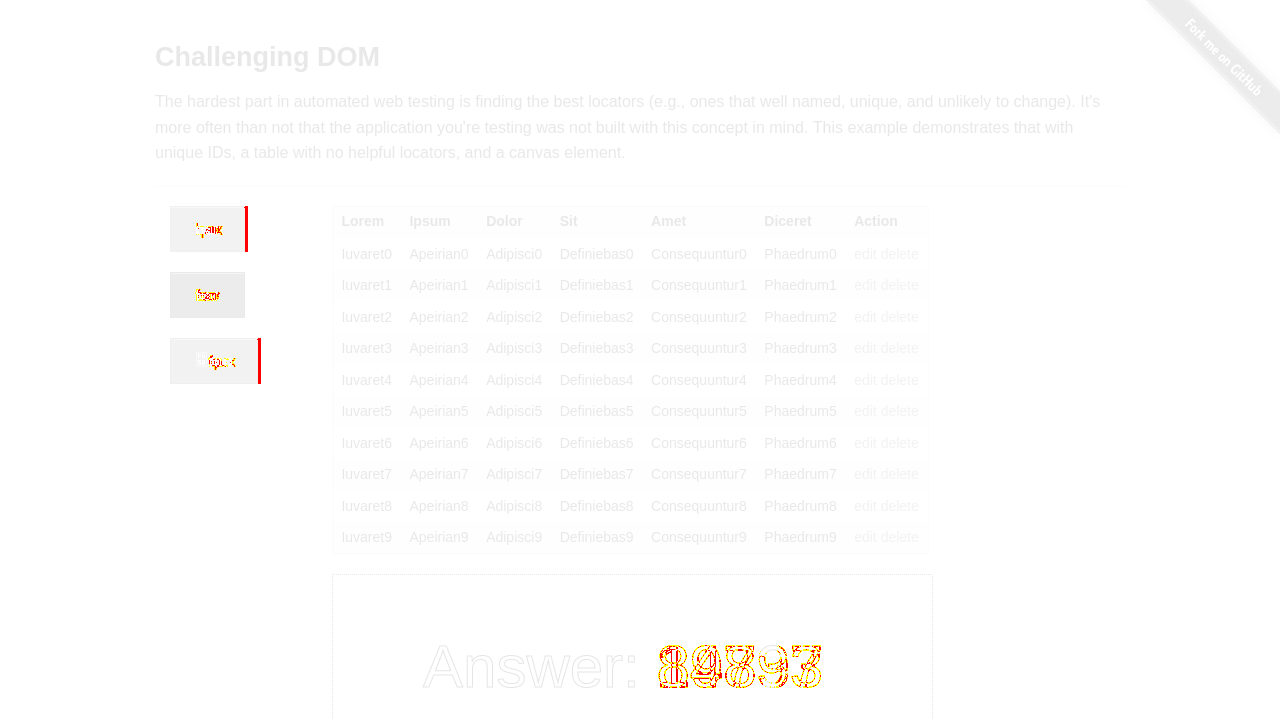 Fork me on GitHub
Challenging DOM
The hardest part in automated web testing is finding the best locators (e.g., ones that well named, unique, and unlikely to change). It's
more often than not that the application you're testing was not built with this concept in mind. This example demonstrates that with
unique IDs, a table with no helpful locators, and a canvas element.
Lorem Ipsum Dolor Sit Amet Diceret Action
Iuvaret0 Apeirian0 Adipisci0 Definiebas0 Consequuntur0 Phaedrum0 edit delete
Iuvaret1 Apeirian1 Adipisci1 Definiebas1 Consequuntur1 Phaedrum1 edit delete
Iuvaret2 Apeirian2 Adipisci2 Definiebas2 Consequuntur2 Phaedrum2 edit delete
Iuvaret3 Apeirian3 Adipisci3 Definiebas3 Consequuntur3 Phaedrum3 edit delete
Iuvaret4 Apeirian4 Adipisci4 Definiebas4 Consequuntur4 Phaedrum4 edit delete
Iuvaret5 Apeirian5 Adipisci5 Definiebas5 Consequuntur5 Phaedrum5 edit delete
Iuvaret6 Apeirian6 Adipisci6 Definiebas6 Consequuntur6 Phaedrum6 edit delete
Iuvaret7 Apeirian7 Adipisci7 Definiebas7 Consequuntur7 Phaedrum7 edit delete
Iuvaret8 Apeirian8 Adipisci8 Definiebas8 Consequuntur8 Phaedrum8 edit delete
Iuvaret9 Apeirian9 Adipisci9 Definiebas9 Consequuntur9 Phaedrum9 edit delete
Answer: